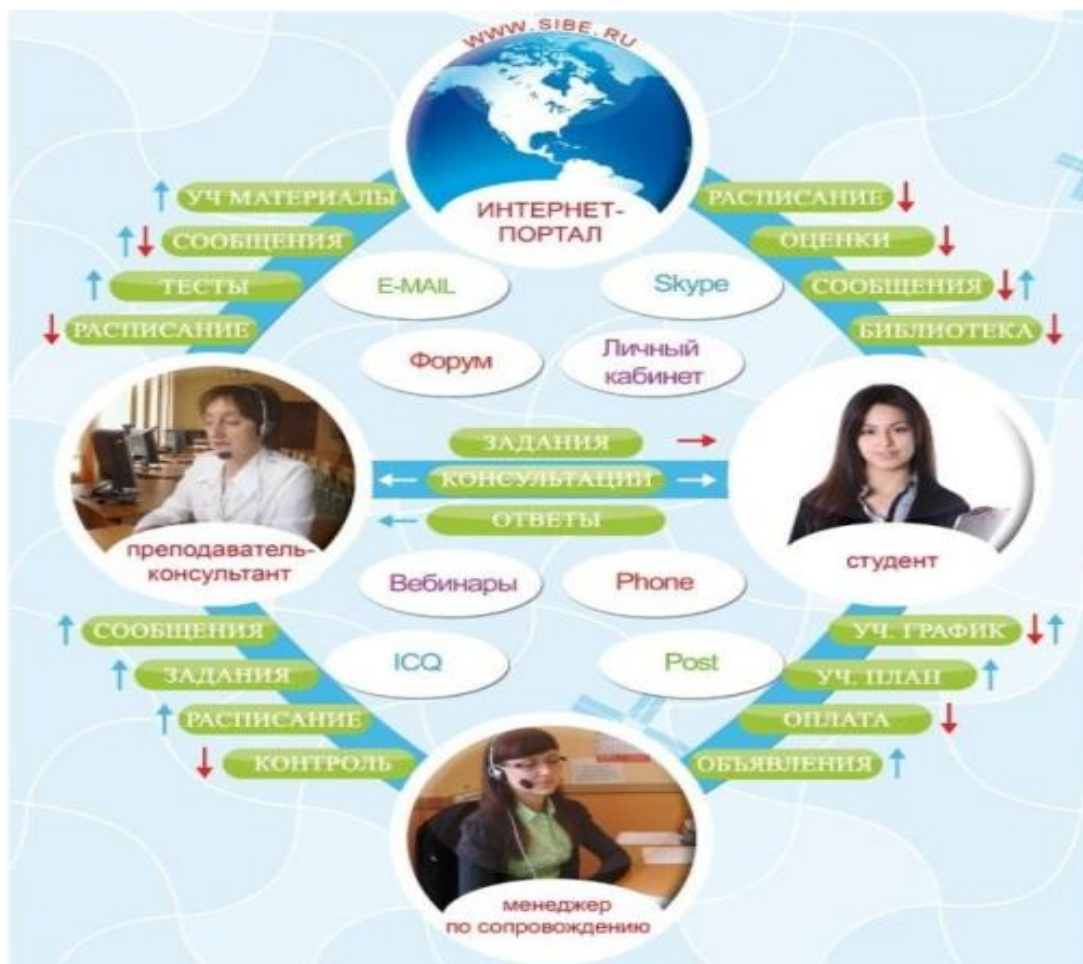 WWW.SIBE.RU
ИНТЕРНЕТ-
ПОРТАЛ
УЧ МАТЕРИАЛЫ
СООБЩЕНИЯ
ТЕСТЫ
РАСПИСАНИЕ
РАСПИСАНИЕ
ОЦЕНКИ
СООБЩЕНИЯ
БИБЛИОТЕКА
E-MAIL
Skype
Форум
Личный
кабинет
ЗАДАНИЯ
КОНСУЛЬТАЦИИ
ОТВЕТЫ
преподаватель-
консультант
студент
Вебинары
Phone
ICQ
Post
СООБЩЕНИЯ
ЗАДАНИЯ
РАСПИСАНИЕ
КОНТРОЛЬ
УЧ. ГРАФИК
УЧ. ПЛАН
ОПЛАТА
ОБЪЯВЛЕНИЯ
менеджер
по сопровождению